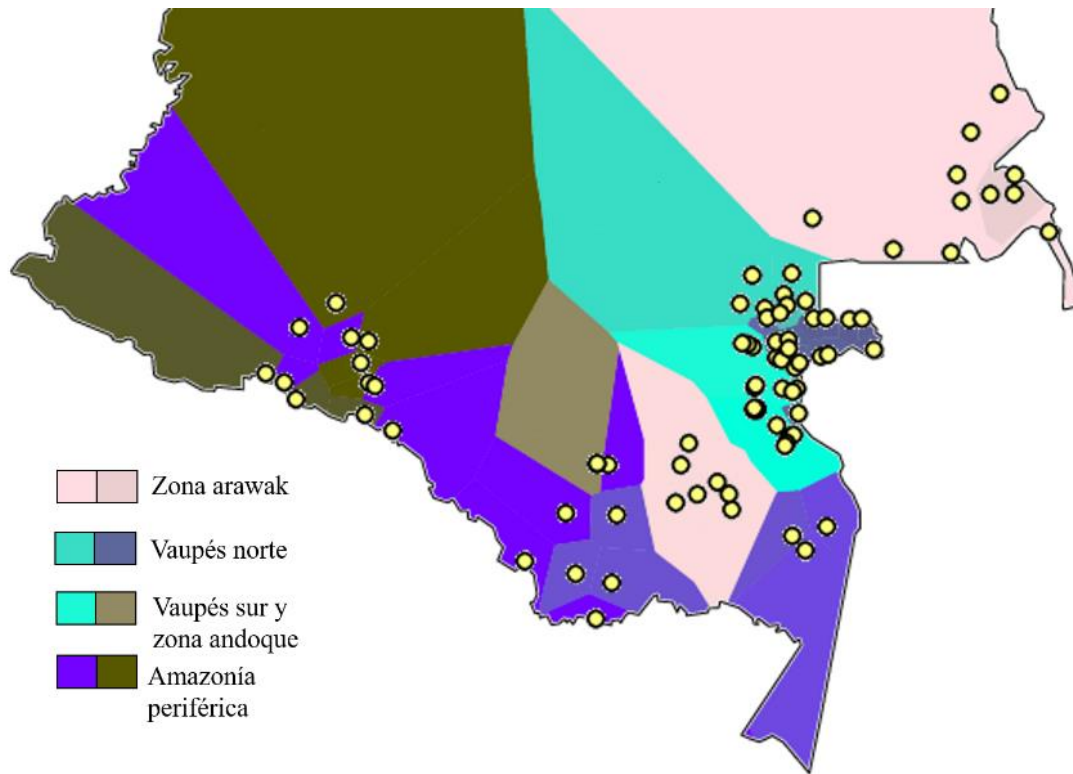 Zona arawak
Vaupés norte
Vaupés sur y
zona andoque
Amazonía
periférica